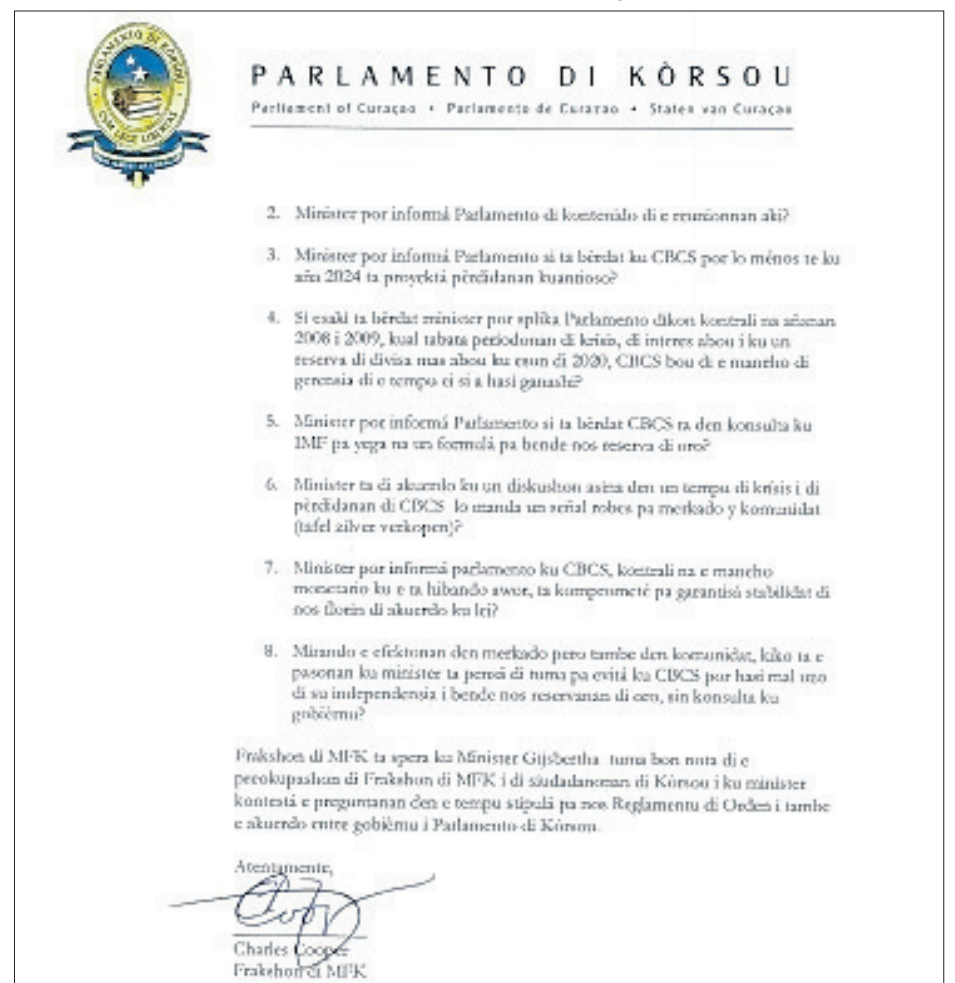 PARLAMENTO DI KÒRSOU
CUM LEGE LIBERTAS
PARLAMENTO DI KÒRSOU
Parliament of Curaçao • Parlamento de Curazao • Staten van Curaçao
2. Minister por informá Parlamento di kontenido di e reunionnan aki?
3. Minister por informá Parlamento si ta bèrdat ku CBCS por lo ménos te ku
aña 2024 ta proyektá pèrdidanan kuantioso?
4. Si esaki ta bèrdat minister por splika Parlamento dikon kontrali na añanan
2008 i 2009, kual tabata periodonan di krisis, di interes abou i ku un
reserva di divisa mas abou ku esun di 2020, CBCS bou di e maneho di
gerensia di e tempu ei si a hasi ganashi?
5. Minister por informá Parlamento si ta bèrdat CBCS ta den konsulta ku
IMF pa yega na un formulá pa bende nos reserva di oro?
6. Minister ta di akuerdo ku un diskushon asina den un tempu di krísis i di
pèrdidanan di CBCS lo manda un señal robes pa merkado y komunidat
(tafel zilver verkopen)?
7. Minister por informá parlamento ku CBCS, kontrali na e maneho
monetario ku e ta hibando awor, ta komprometé pa garantisá stabilidat di
nos florin di akuerdo ku lei?
8. Mirando e efektonan den merkado pero tambe den komunidat, kiko ta e
pasonan ku minister ta pensá di tuma pa evitá ku CBCS por hasi mal uzo
di su independensia i bende nos reservanan di oro, sin konsulta ku
gobièrnu?
Frakshon di MFK ta spera ku Minister Gijsbertha tuma bon nota di e
perokupashon di Frakshon di MFK i di siudadanonan di Kòrsou i ku minister
kontestá e preguntanan den e tempu stipulá pa nos Reglamentu di Orden i tambe
e akuerdo entre gobièrnu i Parlamento di Kòrsou.
Atentamente,
Charles Cooper
Frakshon di MFK